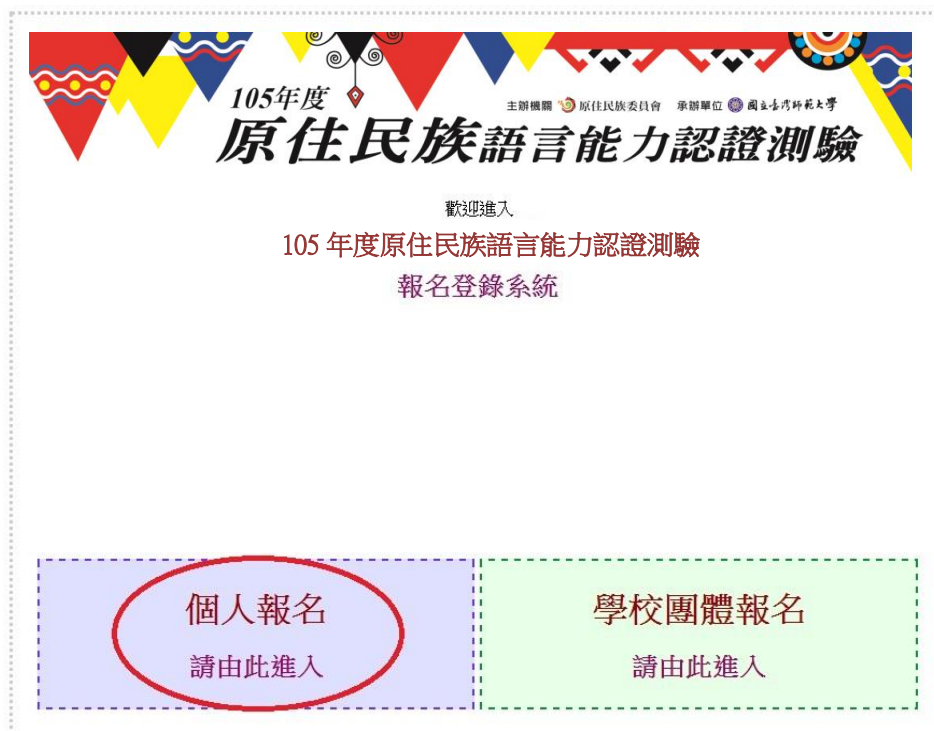 105年度
主辦機關 原住民族委員會 承辦單位 國立臺灣師範大學
原住民族語言能力認證測驗
歡迎進入
105 年度原住民族語言能力認證測驗
報名登錄系統
個人報名
請由此進入
學校團體報名
請由此進入